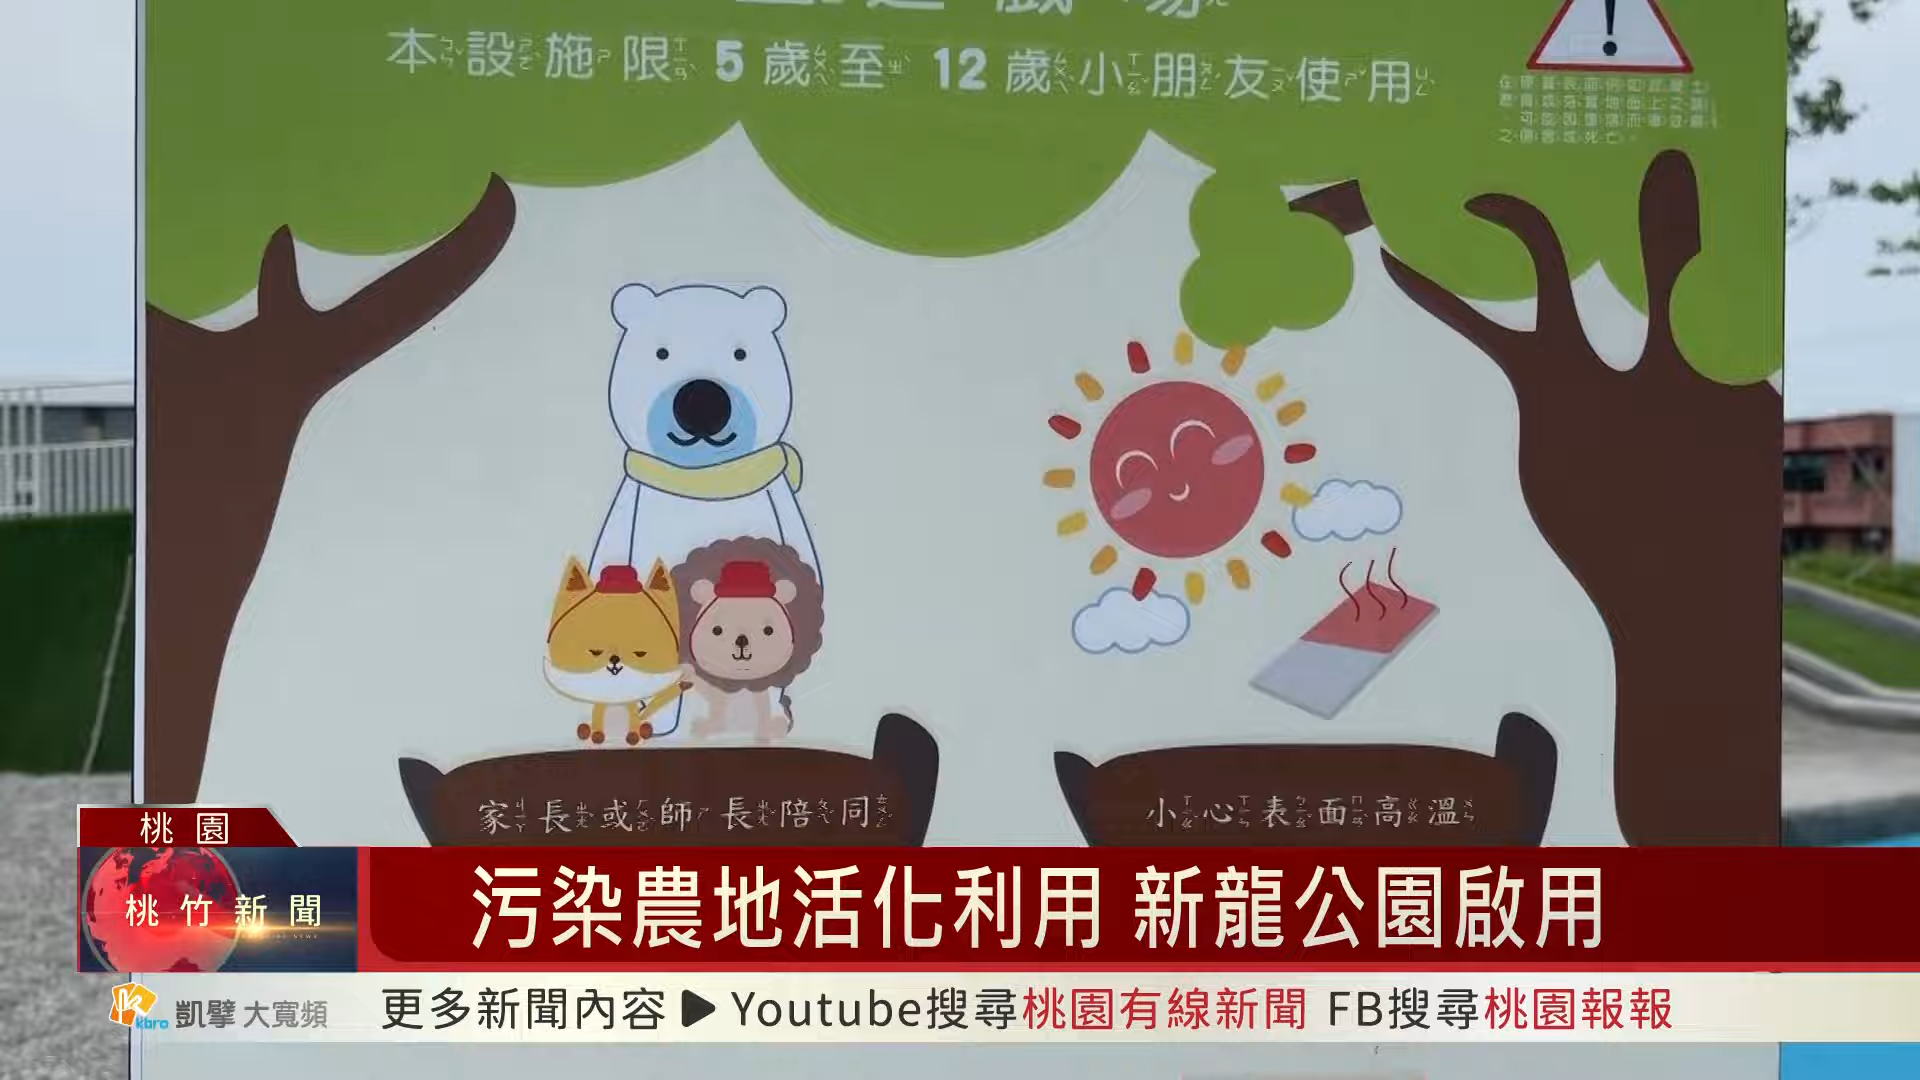 本設施限5歲至12歲小朋友使用
家長或師長陪同
小心表面高溫
桃園
桃竹新聞
污染農地活化利用 新龍公園啟用
kbro 凱擘大寬頻
更多新聞內容▶Youtube搜尋桃園有線新聞 FB搜尋桃園報報